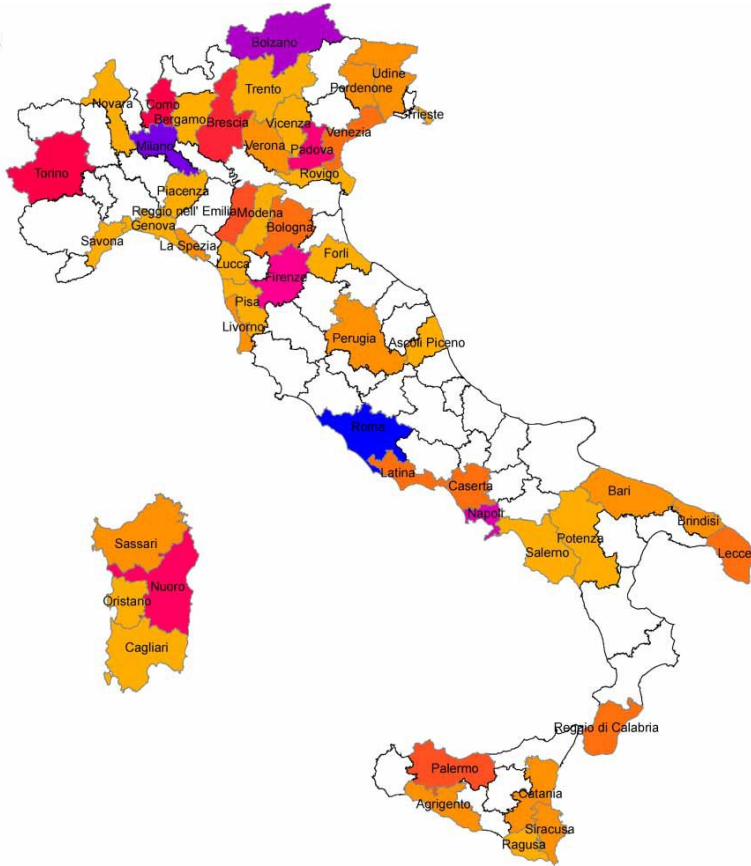 Bolzano
Udine
Trento
Pordenone
Novara
Como
Trieste
Bergamo
Brescia
Vicenza
Venezia
Milano
Verona
Padova
Torino
Rovigo
Piacenza
Reggio nell' Emilia
Modena
Genova
Bologna
Savona
La Spezia
Forli
Lucca
Firenze
Pisa
Livorno
Perugia
Ascoli Piceno
Roma
Latina
Caserta
Bari
Napoli
Brindisi
Potenza
Sassari
Salerno
Lecce
Nuoro
Oristano
Cagliari
Reggio di Calabria
Palermo
Catania
Agrigento
Siracusa
Ragusa